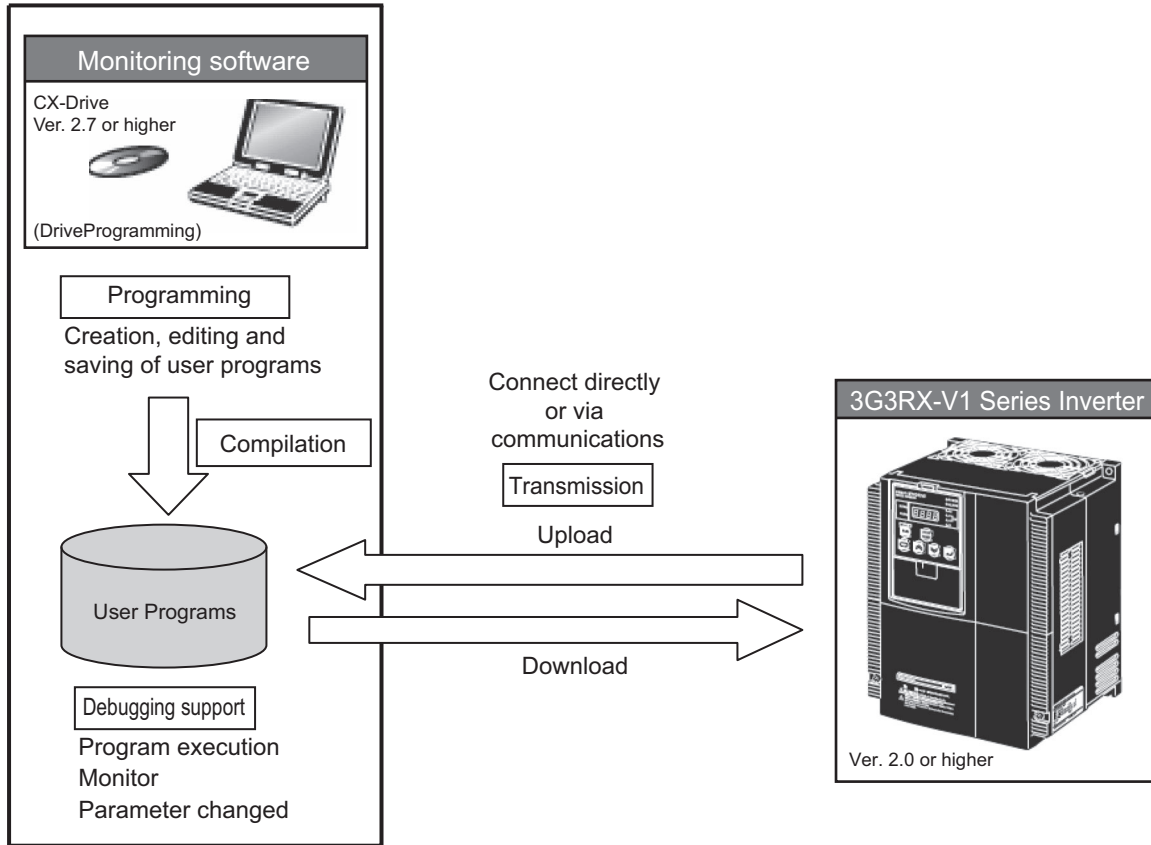 Monitoring software
CX-Drive
Ver. 2.7 or higher
(DriveProgramming)
Programming
Creation, editing and
saving of user programs
Compilation
User Programs
Debugging support
Program execution
Monitor
Parameter changed
Connect directly
or via
communications
Transmission
Upload
Download
3G3RX-V1 Series Inverter
Ver. 2.0 or higher